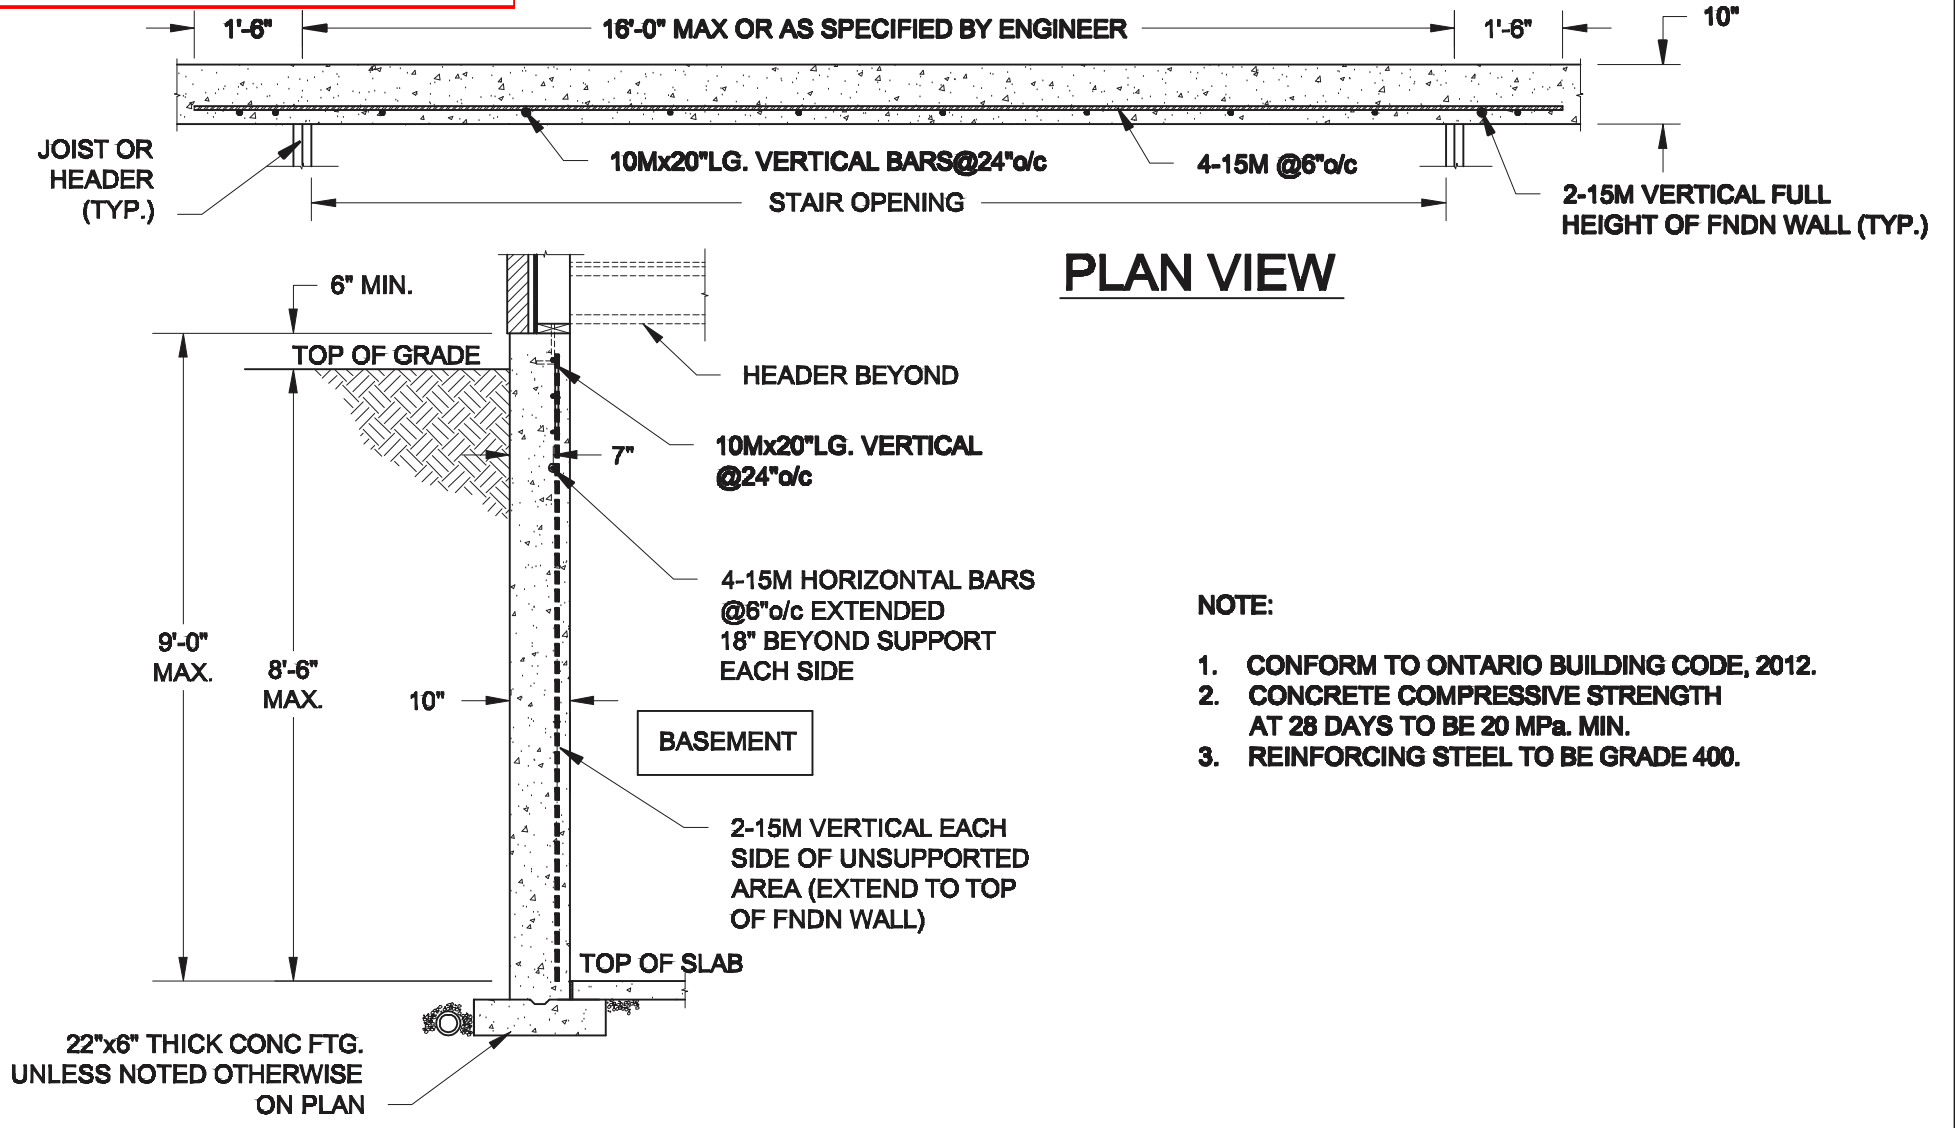 1'-6"
16'-0" MAX OR AS SPECIFIED BY ENGINEER
1'-6"
10"
JOIST OR
HEADER
(TYP.)
10Mx20"LG. VERTICAL BARS@24"o/c
4-15M @6"o/c
2-15M VERTICAL FULL
HEIGHT OF FNDN WALL (TYP.)
STAIR OPENING
PLAN VIEW
6" MIN.
TOP OF GRADE
HEADER BEYOND
10Mx20"LG. VERTICAL
@24"o/c
7"
4-15M HORIZONTAL BARS
@6"o/c EXTENDED
18" BEYOND SUPPORT
EACH SIDE
9'-0"
MAX.
8'-6"
MAX.
10"
BASEMENT
2-15M VERTICAL EACH
SIDE OF UNSUPPORTED
AREA (EXTEND TO TOP
OF FNDN WALL)
TOP OF SLAB
22"x6" THICK CONC FTG.
UNLESS NOTED OTHERWISE
ON PLAN
NOTE:
1. CONFORM TO ONTARIO BUILDING CODE, 2012.
2. CONCRETE COMPRESSIVE STRENGTH
AT 28 DAYS TO BE 20 MPa. MIN.
3. REINFORCING STEEL TO BE GRADE 400.